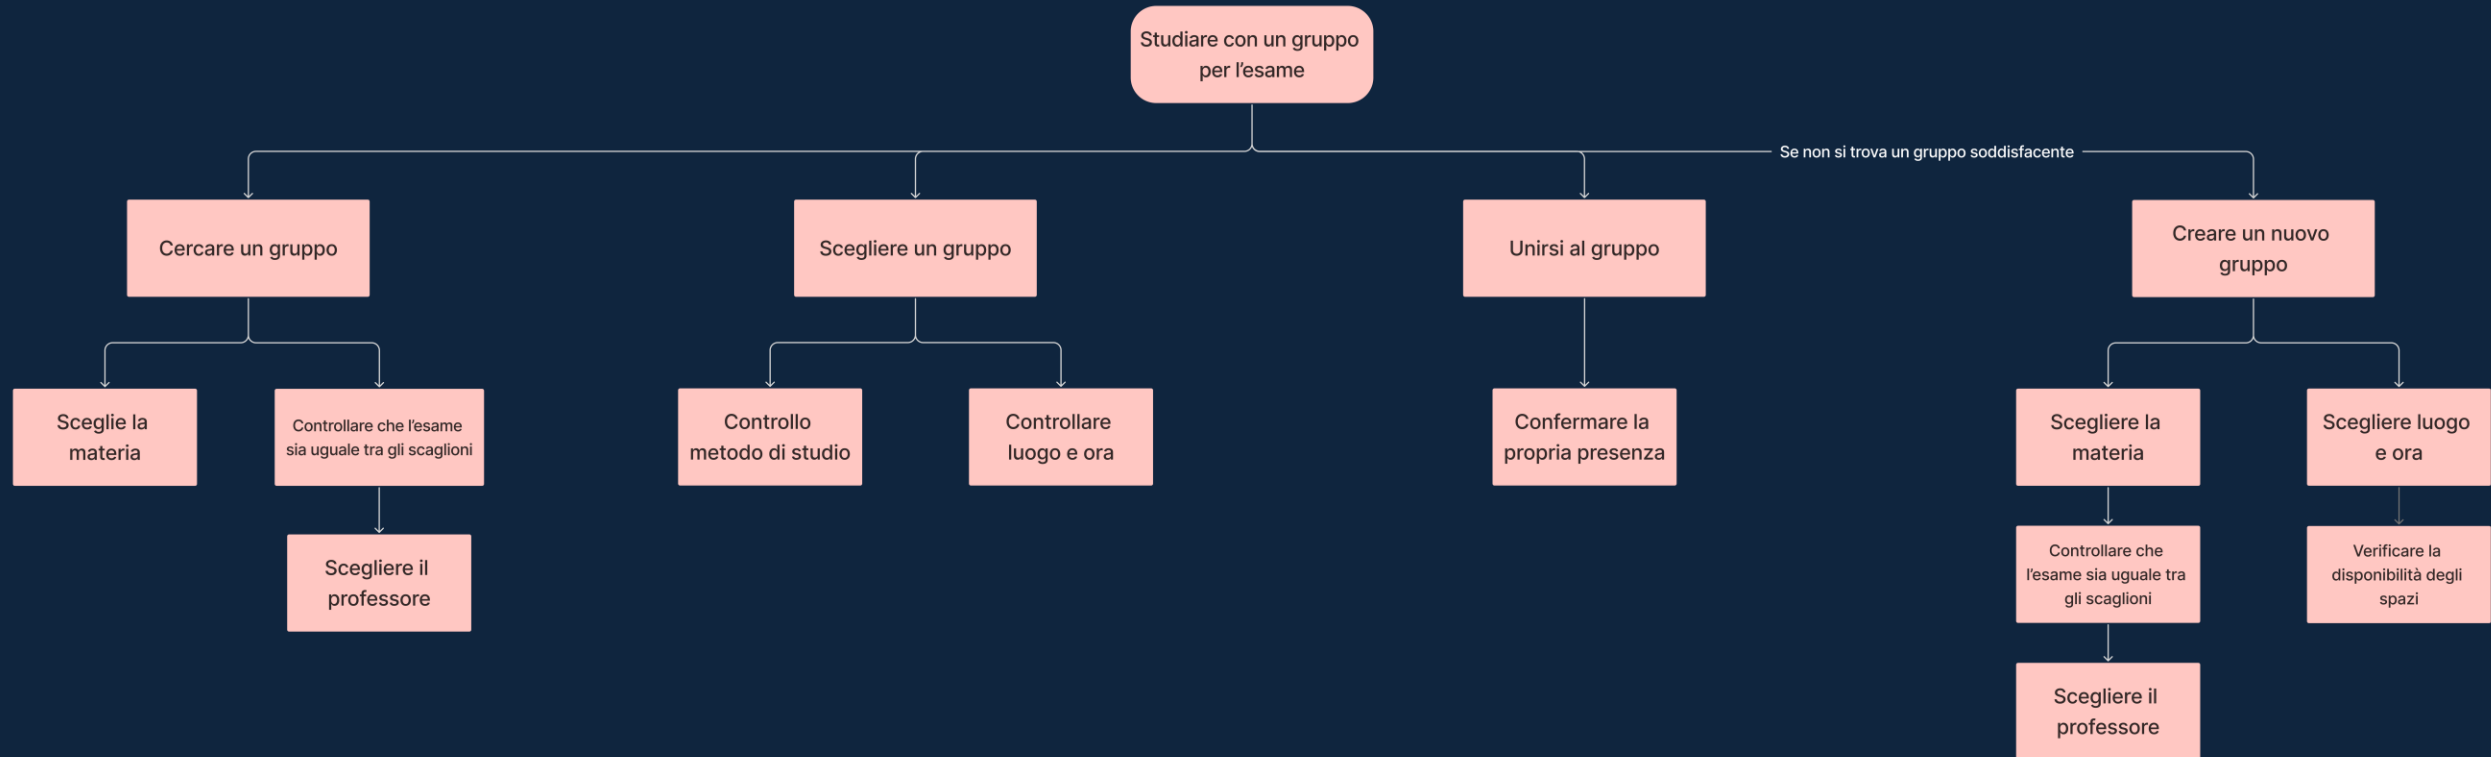 Studiare con un gruppo
per l'esame
Se non si trova un gruppo soddisfacente
Cercare un gruppo
Scegliere un gruppo
Unirsi al gruppo
Creare un nuovo
gruppo
Sceglie la
materia
Controllare che l'esame
sia uguale tra gli scaglioni
Controllo
metodo di studio
Controllare
luogo e ora
Confermare la
propria presenza
Scegliere la
materia
Scegliere luogo
e ora
Scegliere il
professore
Controllare che
l'esame sia uguale tra
gli scaglioni
Verificare la
disponibilità degli
spazi
Scegliere il
professore